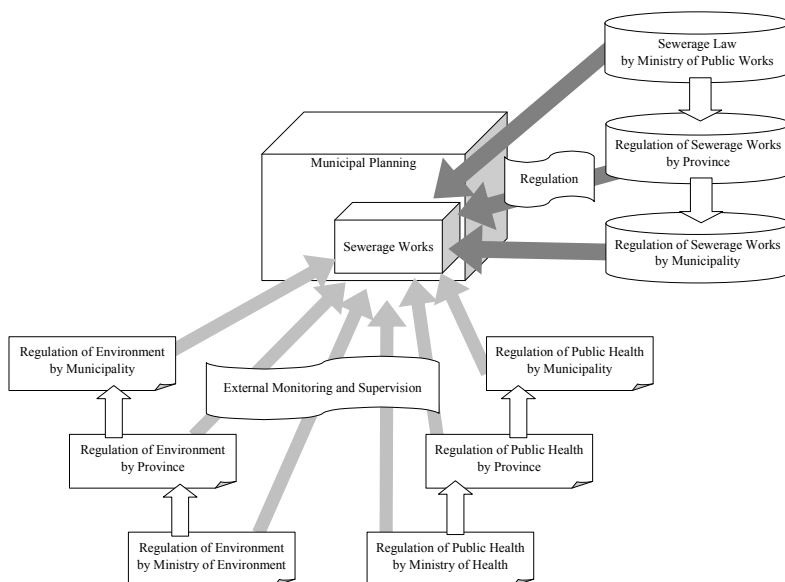 Sewerage Law
by Ministry of Public Works
Municipal Planning
Regulation
Regulation of Sewerage Works
by Province
Sewerage Works
Regulation of Sewerage Works
by Municipality
Regulation of Environment
by Municipality
External Monitoring and Supervision
Regulation of Public Health
by Municipality
Regulation of Environment
by Province
Regulation of Public Health
by Province
Regulation of Environment
by Ministry of Environment
Regulation of Public Health
by Ministry of Health